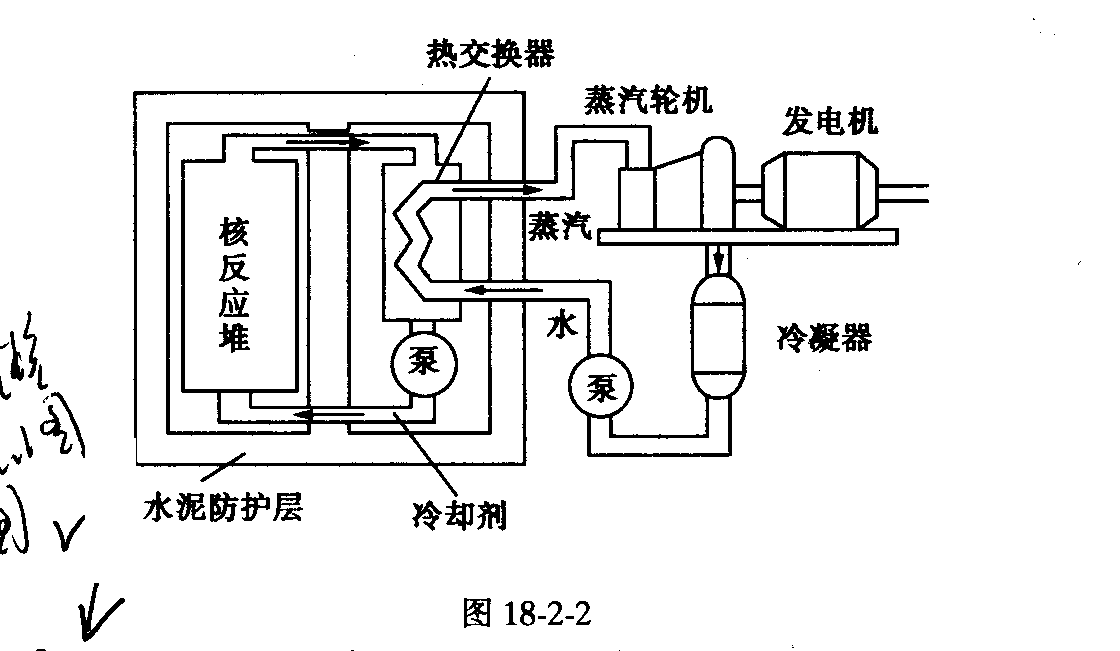 热交换器
蒸汽轮机
发电机
核反应堆
蒸汽
水
泵
泵
冷凝器
水泥防护层
冷却剂
图 18-2-2